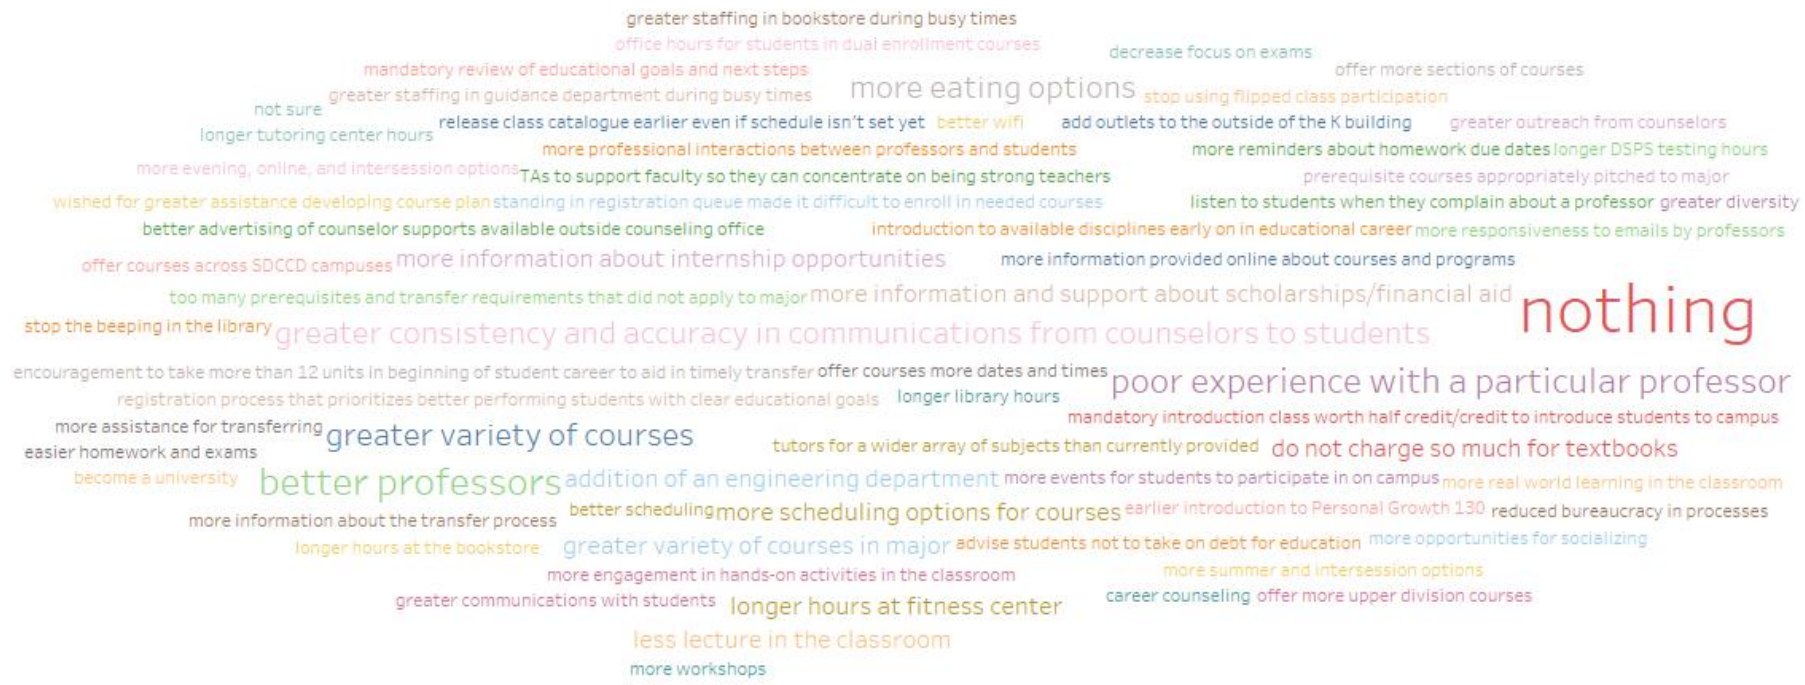 greater staffing in bookstore during busy times
office hours for students in dual enrollment courses
decrease focus on exams
mandatory review of educational goals and next steps
offer more sections of courses
more eating options
greater staffing in guidance department during busy times
stop using flipped class participation
not sure
release class catalogue earlier even if schedule isn't set yet
better wifi
add outlets to the outside of the K building
greater outreach from counselors
longer tutoring center hours
more professional interactions between professors and students
more reminders about homework due dates
longer DSPS testing hours
more evening, online, and intersession options
TAs to support faculty so they can concentrate on being strong teachers
prerequisite courses appropriately pitched to major
wished for greater assistance developing course plan
standing in registration queue made it difficult to enroll in needed courses
listen to students when they complain about a professor
greater diversity
better advertising of counselor supports available outside counseling office
introduction to available disciplines early on in educational career
more responsiveness to emails by professors
offer courses across SDCCD campuses
more information about internship opportunities
more information provided online about courses and programs
too many prerequisites and transfer requirements that did not apply to major
more information and support about scholarships/financial aid
nothing
stop the beeping in the library
greater consistency and accuracy in communications from counselors to students
encouragement to take more than 12 units in beginning of student career to aid in timely transfer
offer courses more dates and times
poor experience with a particular professor
registration process that prioritizes better performing students with clear educational goals
longer library hours
mandatory introduction class worth half credit/credit to introduce students to campus
more assistance for transferring
greater variety of courses
tutors for a wider array of subjects than currently provided
do not charge so much for textbooks
easier homework and exams
become a university
better professors
addition of an engineering department
more events for students to participate in on campus
more real world learning in the classroom
more information about the transfer process
better scheduling
more scheduling options for courses
earlier introduction to Personal Growth 130
reduced bureaucracy in processes
longer hours at the bookstore
greater variety of courses in major
advise students not to take on debt for education
more opportunities for socializing
more engagement in hands-on activities in the classroom
more summer and intersession options
greater communications with students
longer hours at fitness center
career counseling
offer more upper division courses
less lecture in the classroom
more workshops